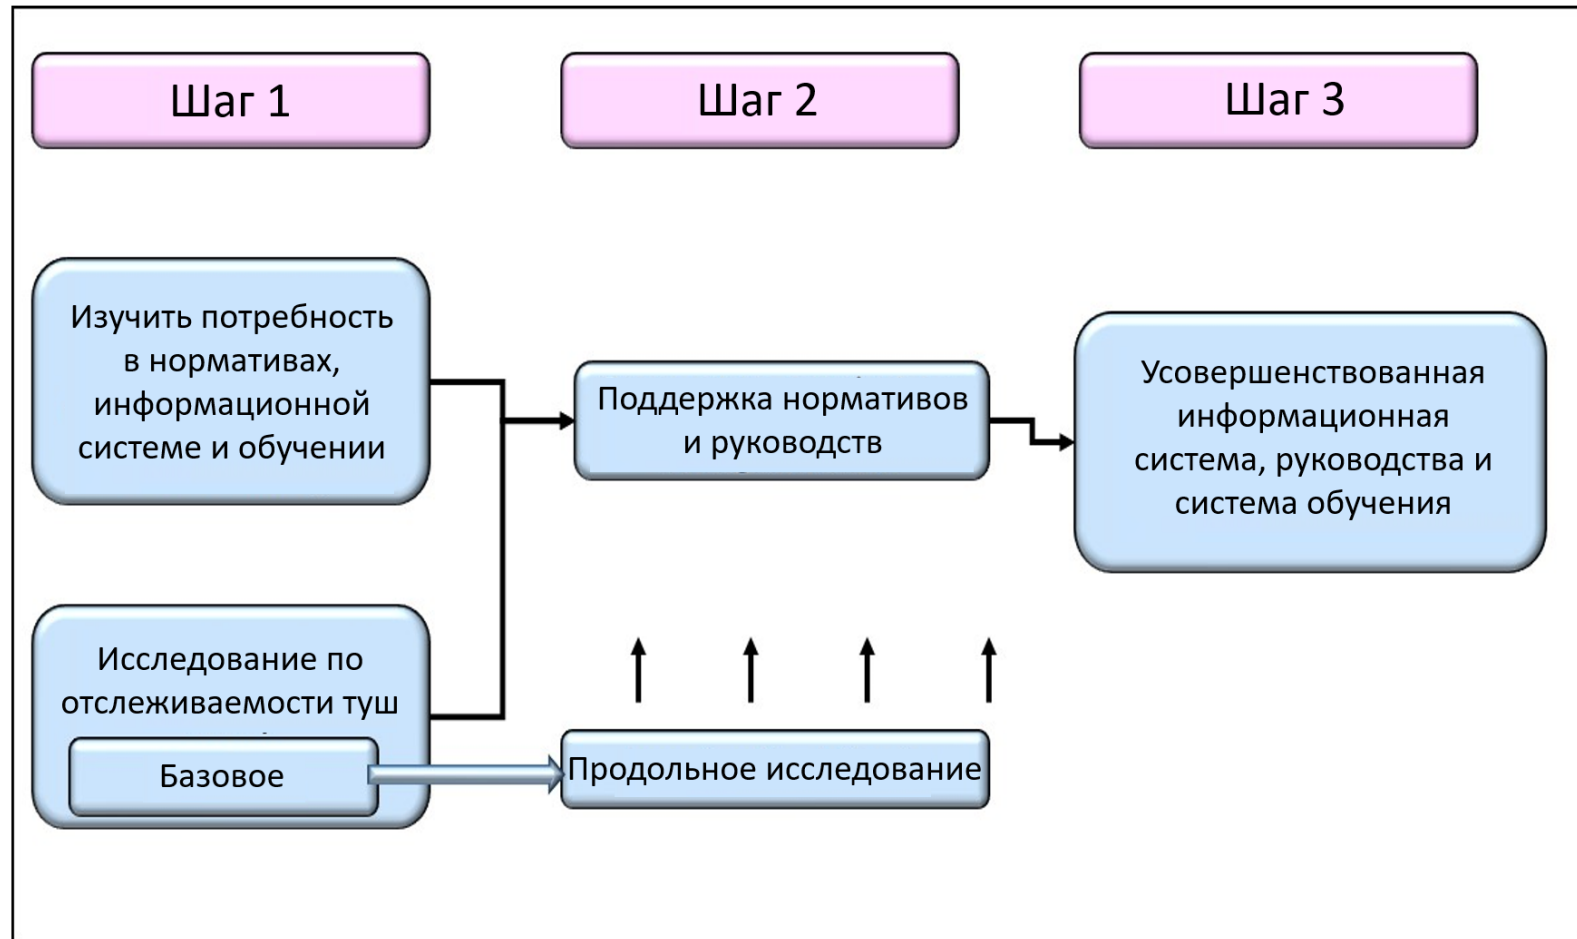 Шаг 1
Шаг 2
Шаг 3
Изучить потребность
в нормативах,
информационной
системе и обучении
Поддержка нормативов
и руководств
Усовершенствованная
информационная
система, руководства и
система обучения
Исследование по
отслеживаемости туш
Базовое
Продольное исследование